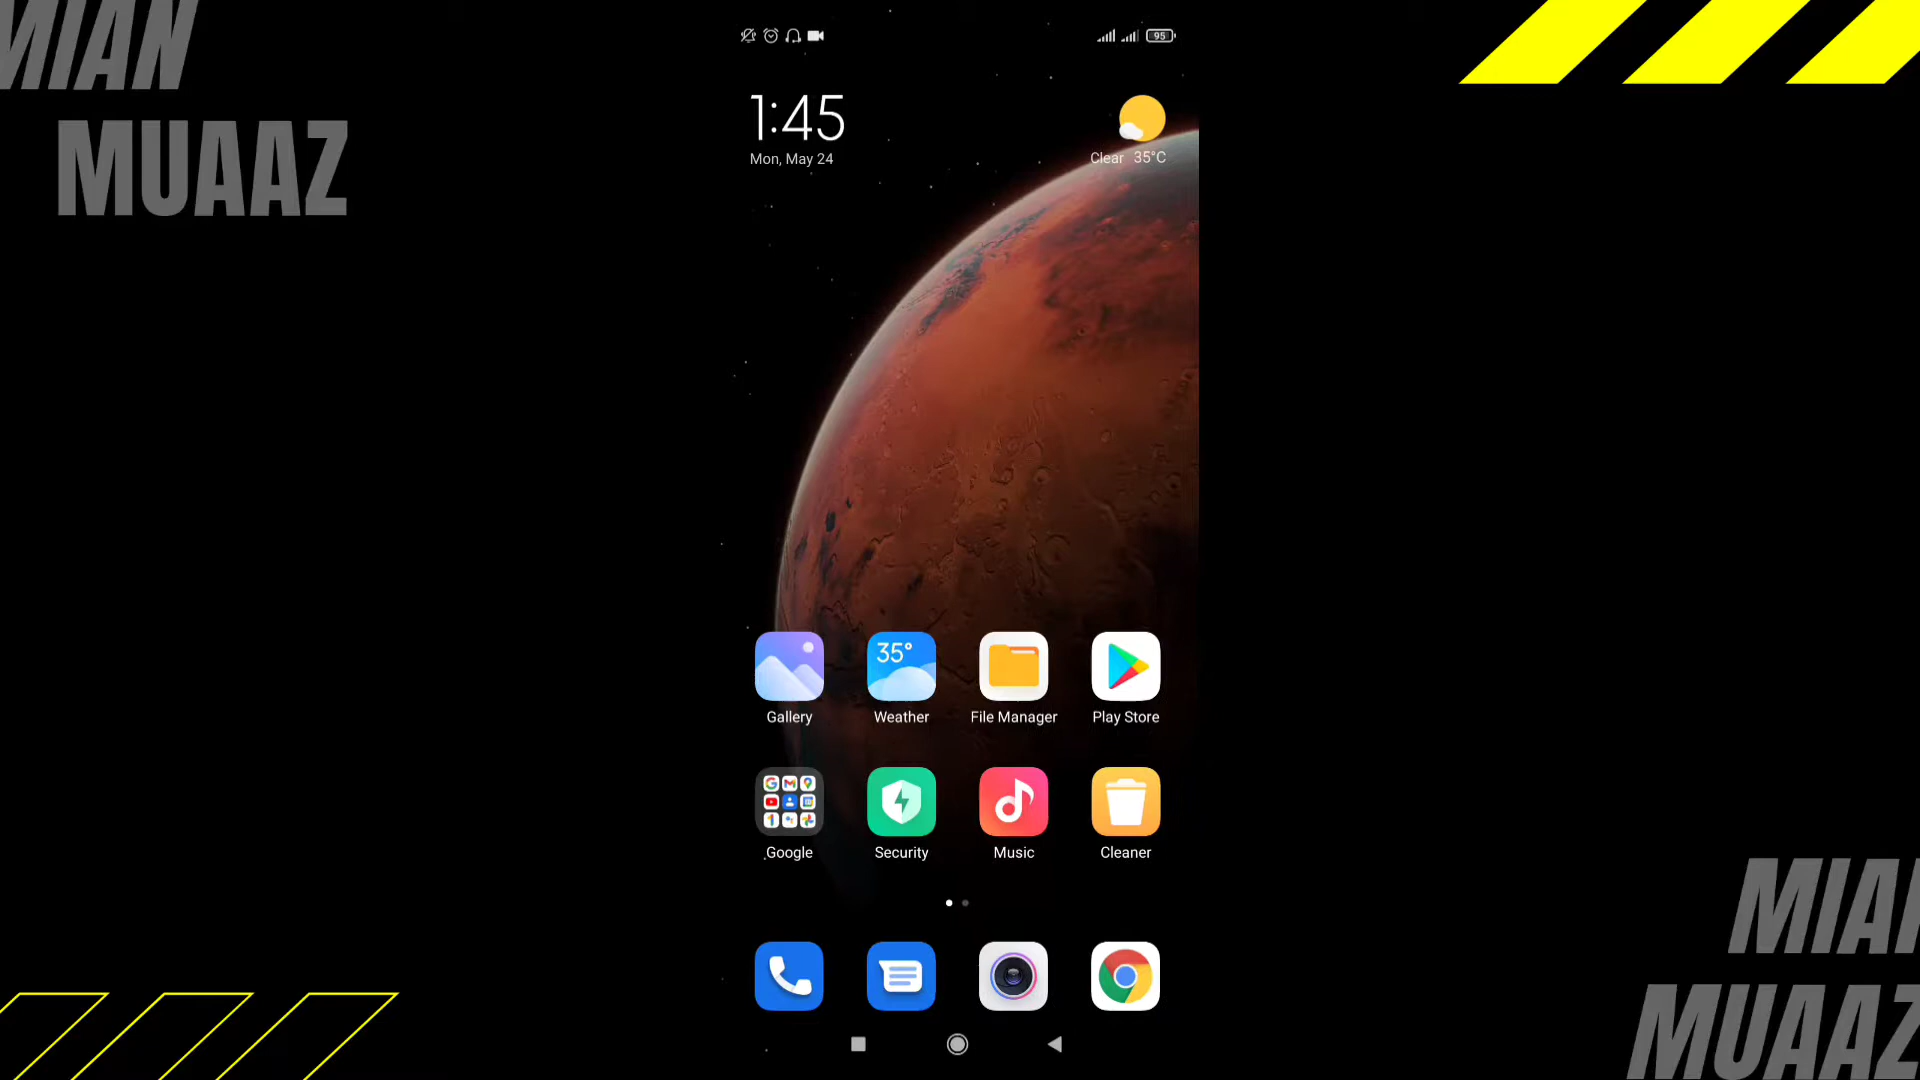 MIAN
MUAAZ
95
1:45
Mon, May 24
Clear 35°C
35°
Gallery
Weather
File Manager
Play Store
Google
Security
Music
Cleaner
MIAN
MUAAZ